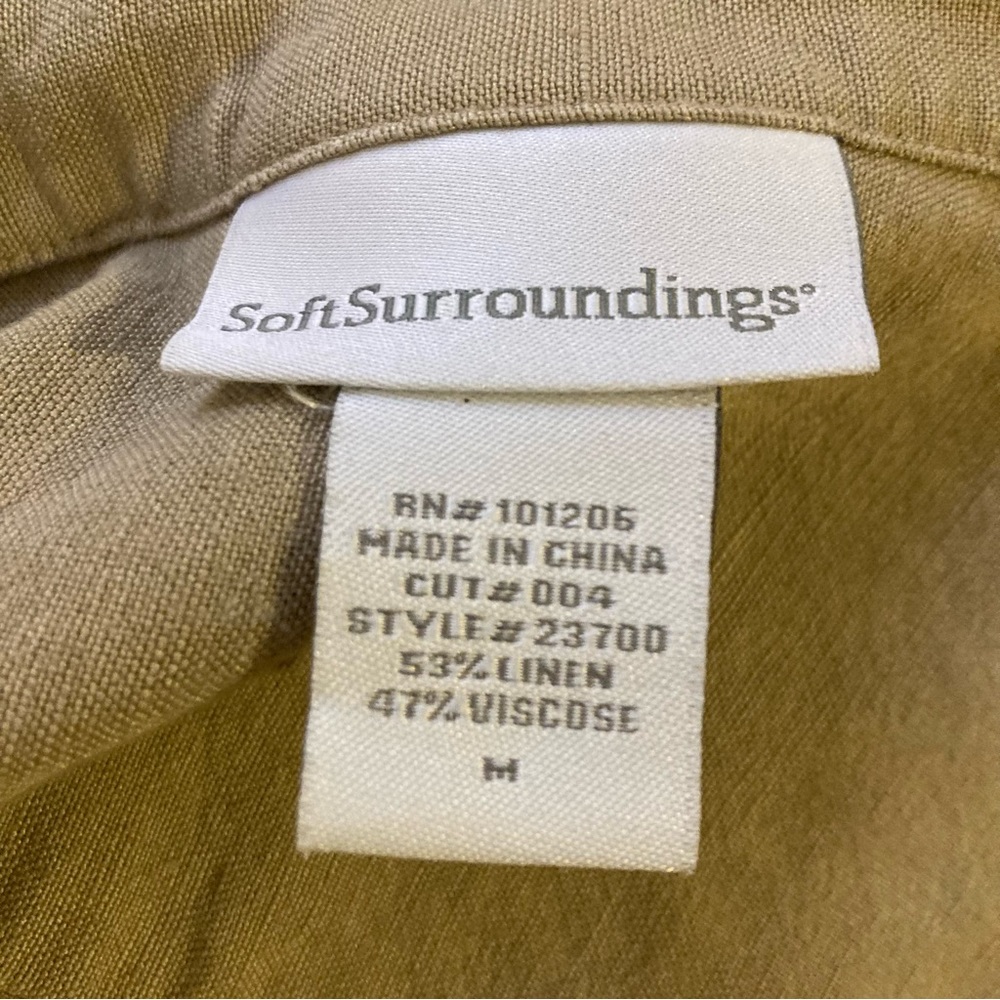 SoftSurroundings®
RN# 101205
MADE IN CHINA
CUT# 004
STYLE# 23700
53% LINEN
47% VISCOSE
M